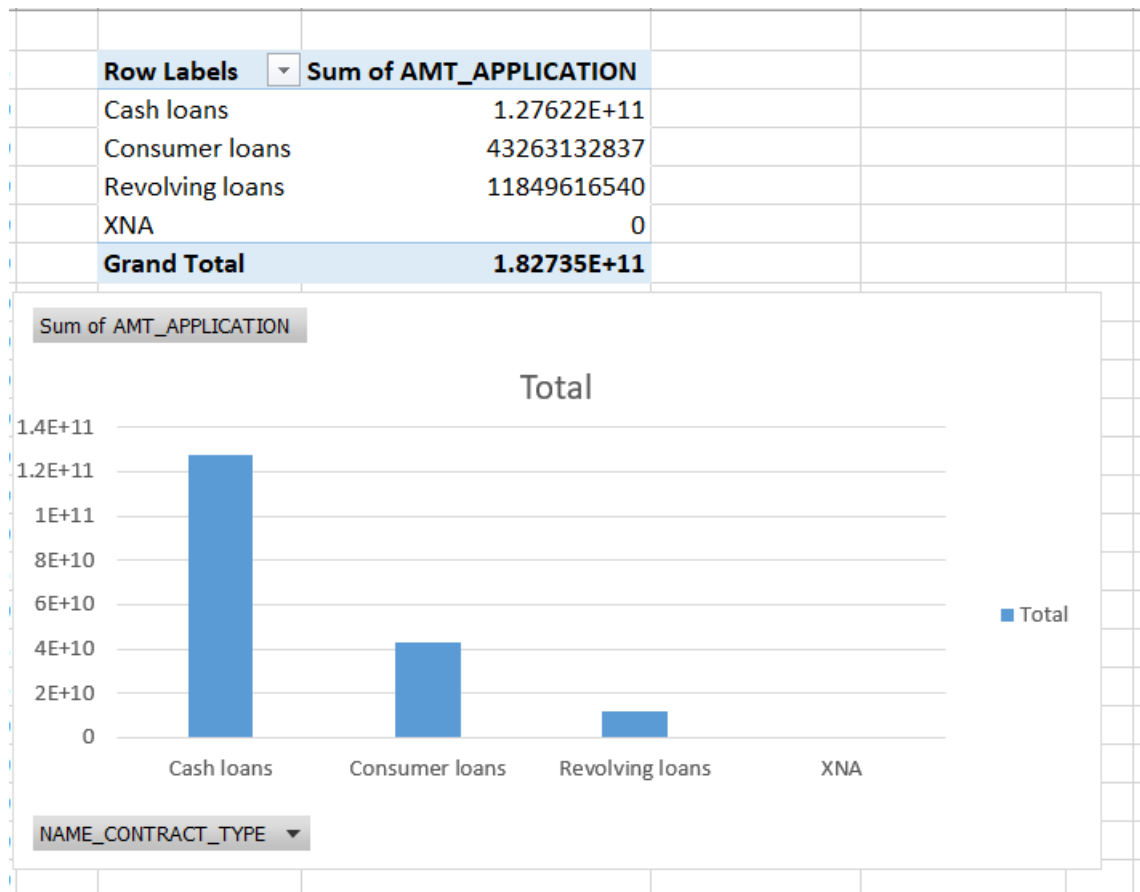 Row Labels Sum of AMT_APPLICATION
Cash loans 1.27622E+11
Consumer loans 43263132837
Revolving loans 11849616540
XNA 0
Grand Total 1.82735E+11
Sum of AMT_APPLICATION
Total
1.4E+11
1.2E+11
1E+11
8E+10
6E+10
4E+10
2E+10
0
Total
Cash loans Consumer loans Revolving loans XNA
NAME_CONTRACT_TYPE